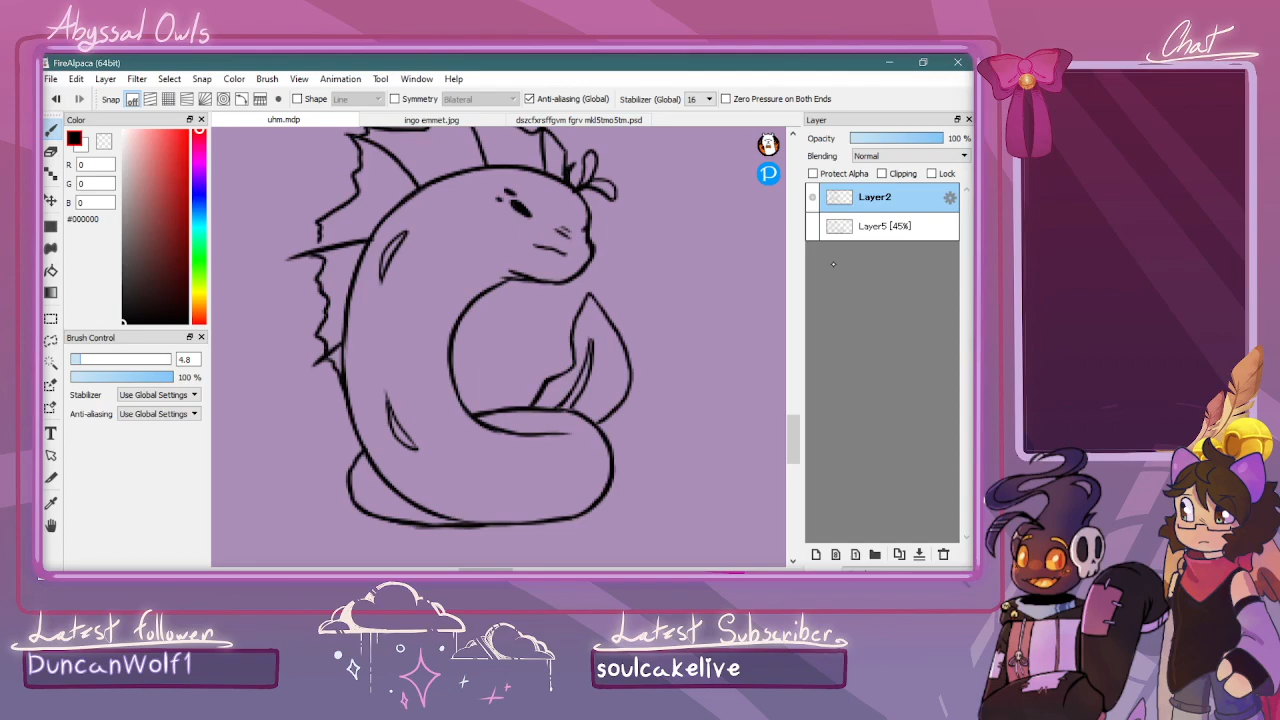 Abyssal Owls
Chat
FireAlpaca (64bit)
File Edit Layer Filter Select Snap Color Brush View Animation Tool Window Help
Snap off Shape Line Symmetry Bilateral Anti-aliasing (Global) Stabilizer (Global) 16 Zero Pressure on Both Ends
Color
uhm.mdp ingo emmet.jpg dszcfxrsffgvm fgrv mkl5tmo5tm.psd
Layer
Opacity 100 %
Blending Normal
Protect Alpha Clipping Lock
Layer2
Layer5 [45%]
R 0
G 0
B 0
#000000
Brush Control
4.8
100 %
Stabilizer Use Global Settings
Anti-aliasing Use Global Settings
T
P
Latest follower
DuncanWolf1
Latest Subscriber
soulcakelive